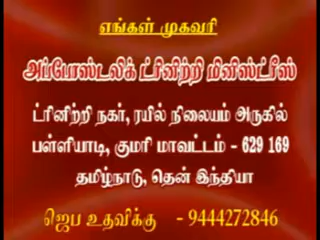 எங்கள் முகவரி
அப்போஸ்டலிக் ட்ரினிற்றி மினிஸ்ட்ரீஸ்
ட்ரினிற்றி நகர், ரயில் நிலையம் அருகில்
பள்ளியாடி, குமரி மாவட்டம் - 629 169
தமிழ்நாடு, தென் இந்தியா
ஜெப உதவிக்கு - 9444272846